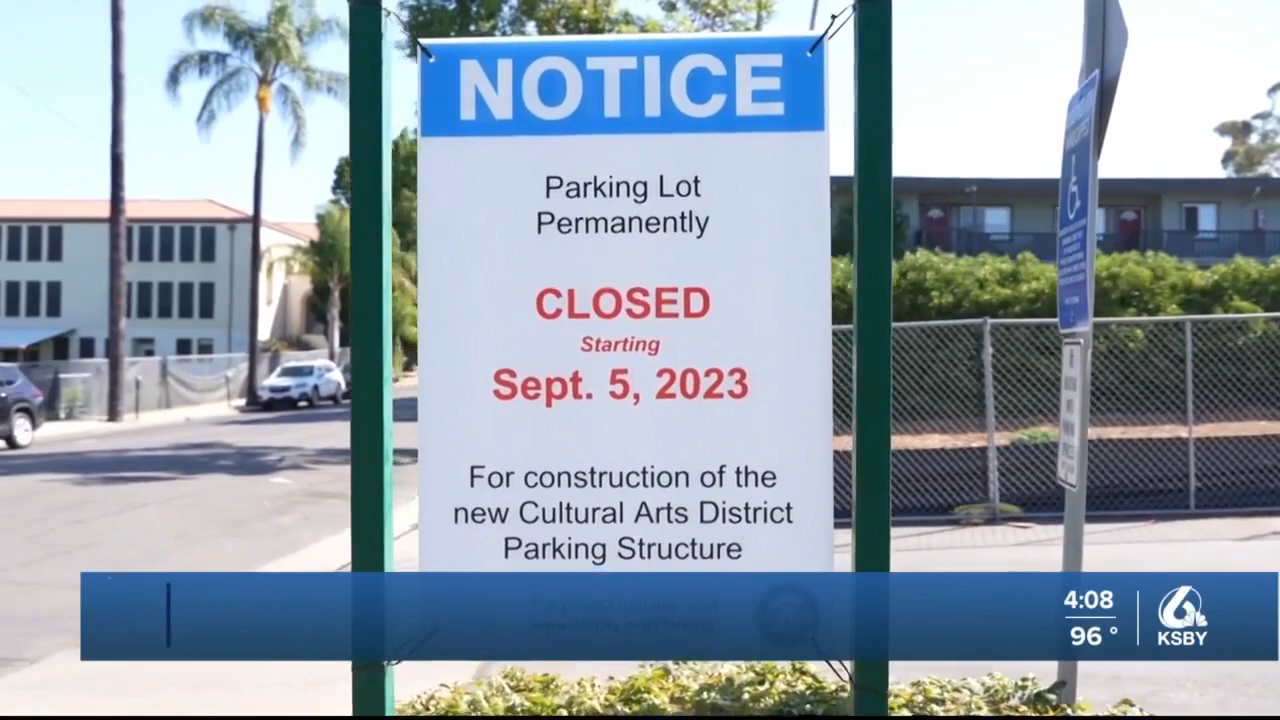 NOTICE
Parking Lot
Permanently
CLOSED
Starting
Sept. 5, 2023
For construction of the
new Cultural Arts District
Parking Structure
4:08
96°
6
KSBY